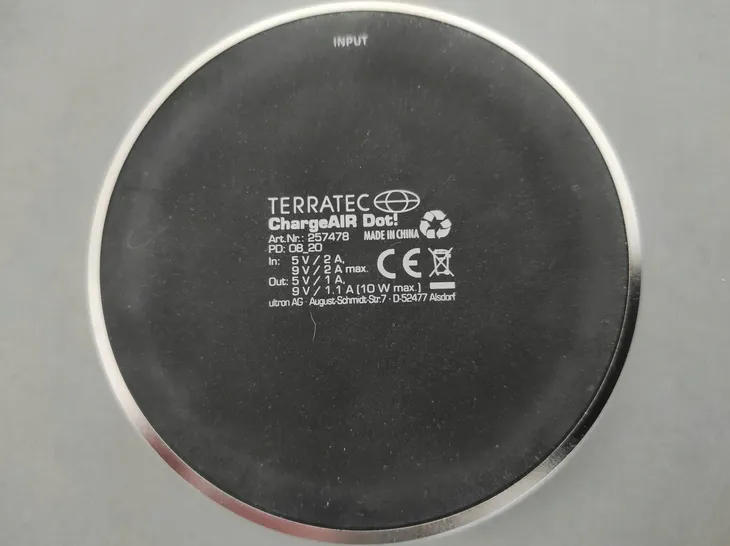 INPUT
TERRATEC
ChargeAIR Dot!
Art.Nr.: 257478 MADE IN CHINA
PD: 08_20
In: 5 V / 2 A,
9 V / 2 A max.
Out: 5 V / 1 A,
9 V / 1.1 A (10 W max.)
ultron AG · August-Schmidt-Str.7 · D-52477 Alsdorf